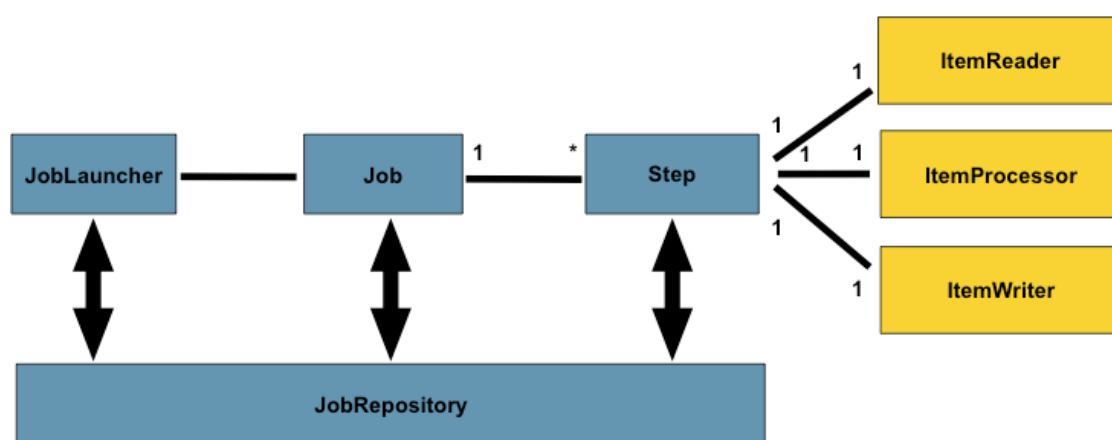 ItemReader
1
1
JobLauncher
Job
1
*
Step
1
1
ItemProcessor
1
1
ItemWriter
JobRepository